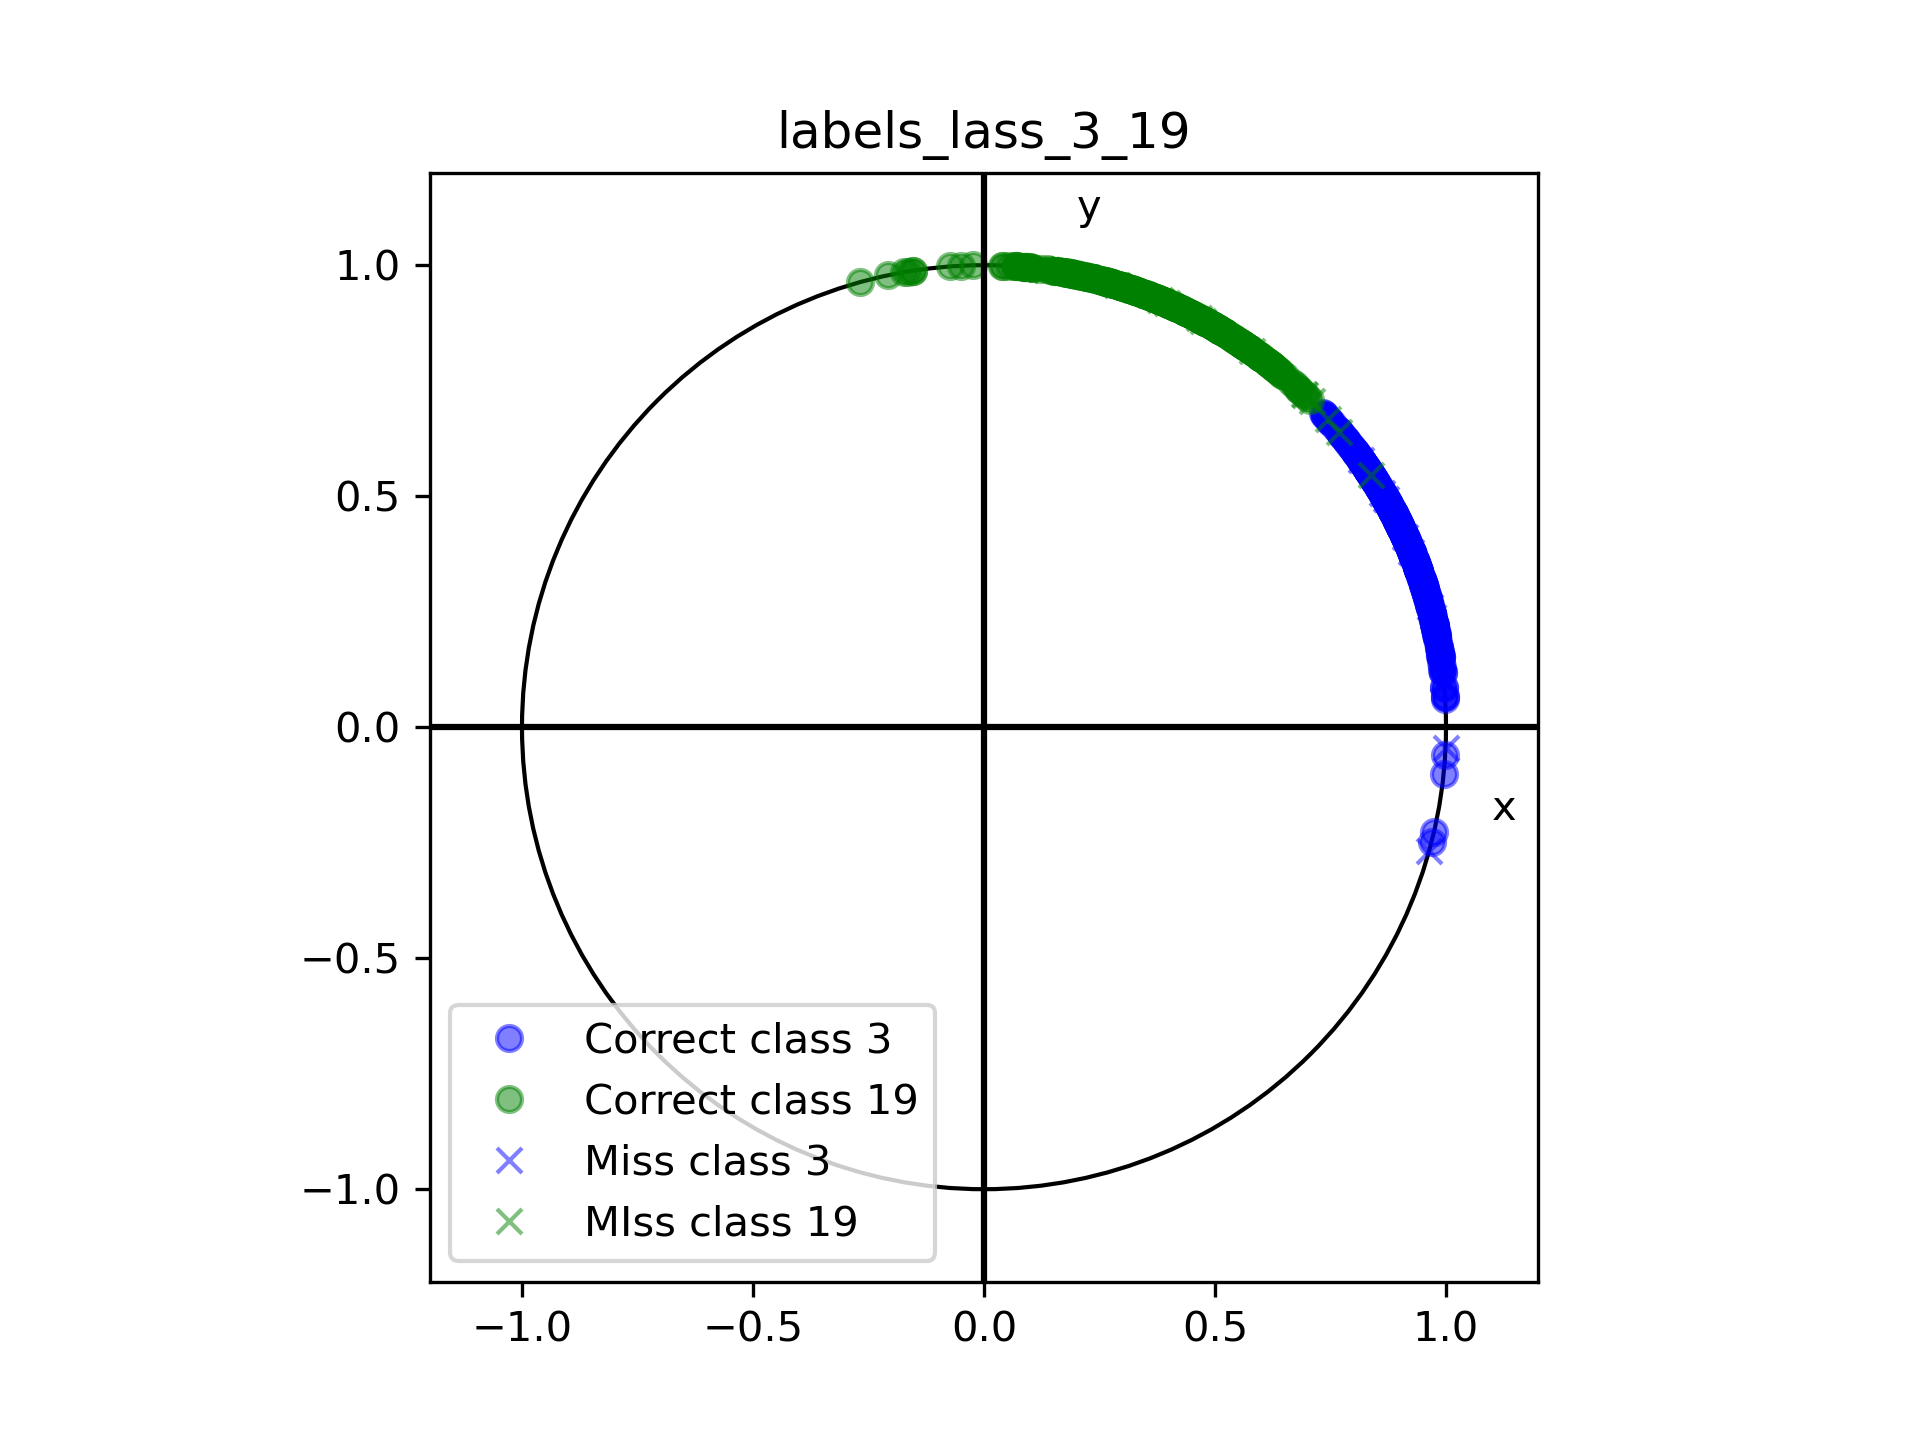 labels_lass_3_19
y
1.0
0.5
0.0
−0.5
−1.0
x
Correct class 3
Correct class 19
Miss class 3
MIss class 19
−1.0 −0.5 0.0 0.5 1.0